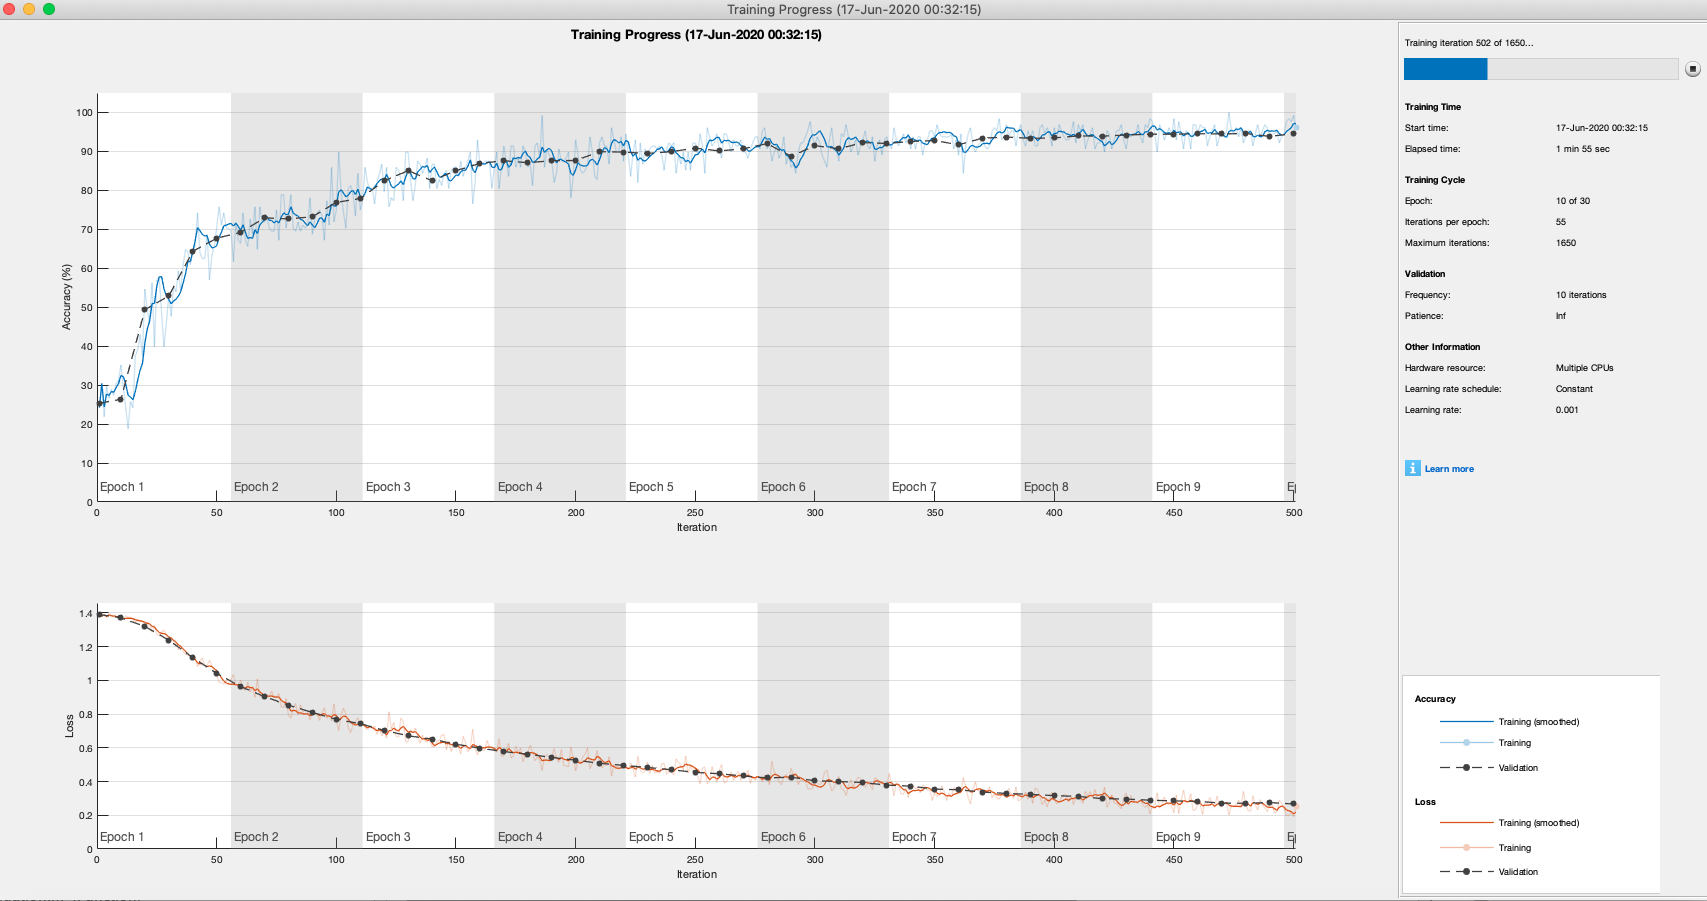 Training Progress (17-Jun-2020 00:32:15)
Training Progress (17-Jun-2020 00:32:15)
100
90
80
70
60
50
40
30
20
10
0
Accuracy (%)
Epoch 1
Epoch 2
Epoch 3
Epoch 4
Epoch 5
Epoch 6
Epoch 7
Epoch 8
Epoch 9
0
50
100
150
200
250
300
350
400
450
500
Iteration
1.4
1.2
1
0.8
0.6
0.4
0.2
0
Loss
Epoch 1
Epoch 2
Epoch 3
Epoch 4
Epoch 5
Epoch 6
Epoch 7
Epoch 8
Epoch 9
0
50
100
150
200
250
300
350
400
450
500
Iteration
Training iteration 502 of 1650...
Training Time
Start time: 17-Jun-2020 00:32:15
Elapsed time: 1 min 55 sec
Training Cycle
Epoch: 10 of 30
Iterations per epoch: 55
Maximum iterations: 1650
Validation
Frequency: 10 iterations
Patience: Inf
Other Information
Hardware resource: Multiple CPUs
Learning rate schedule: Constant
Learning rate: 0.001
i Learn more
Accuracy
Training (smoothed)
Training
Validation
Loss
Training (smoothed)
Training
Validation